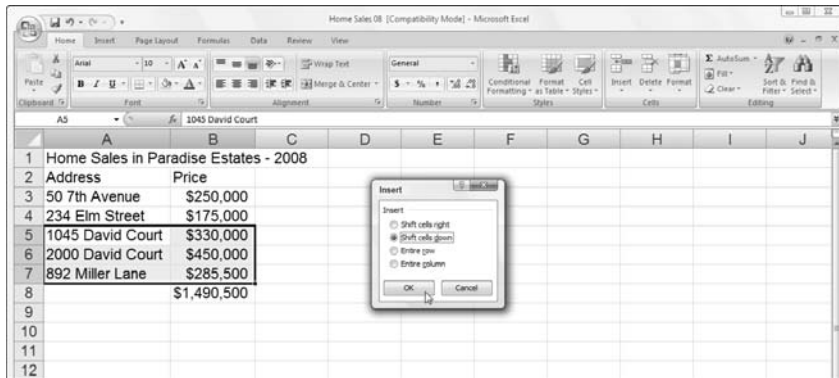 Home Sales 08 [Compatibility Mode] - Microsoft Excel
Home Insert Page Layout Formulas Data Review View
Arial 10 A A Wrap Text General AutoSum
Paste B I U A Merge & Center $ % , Conditional Formatting Format as Table Cell Styles Insert Delete Format Fill Clear Sort & Filter Find & Select
Clipboard Font Alignment Number Styles Cells Editing
A5 fx 1045 David Court
A B C D E F G H I J
1 Home Sales in Paradise Estates - 2008
2 Address Price
3 50 7th Avenue $250,000
4 234 Elm Street $175,000
5 1045 David Court $330,000
6 2000 David Court $450,000
7 892 Miller Lane $285,500
8 $1,490,500
9
10
11
12
Insert
Insert
Shift cells right
Shift cells down
Entire row
Entire column
OK Cancel